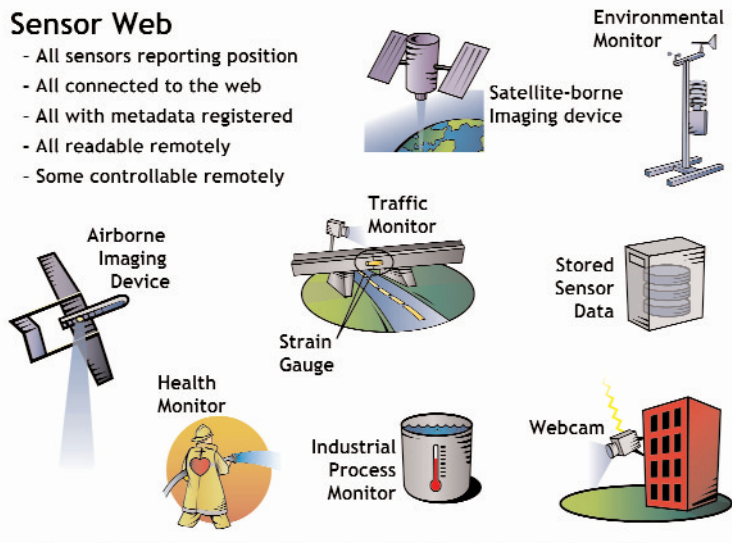 Sensor Web
- All sensors reporting position
- All connected to the web
- All with metadata registered
- All readable remotely
- Some controllable remotely
Satellite-borne
Imaging device
Environmental
Monitor
Airborne
Imaging
Device
Traffic
Monitor
Strain
Gauge
Stored
Sensor
Data
Health
Monitor
Industrial
Process
Monitor
Webcam